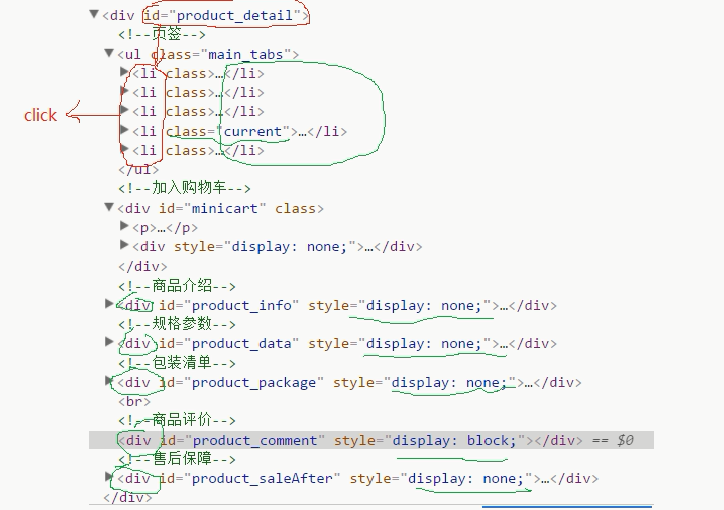 ▼<div id="product_detail">
<!--页签-->
▼<ul class="main_tabs">
▶<li class>…</li>
▶<li class>…</li>
▶<li class>…</li>
click
▶<li class="current">…</li>
▶<li class>…</li>
</ul>
<!--加入购物车-->
▼<div id="minicart" class>
▶<p>…</p>
▶<div style="display: none;">…</div>
</div>
<!--商品介绍-->
▶<div id="product_info" style="display: none;">…</div>
<!--规格参数-->
▶<div id="product_data" style="display: none;">…</div>
<!--包装清单-->
▶<div id="product_package" style="display: none;">…</div>
<br>
<!--商品评价-->
<div id="product_comment" style="display: block;"></div> == $0
<!--售后保障-->
▶<div id="product_saleAfter" style="display: none;">…</div>
</div>